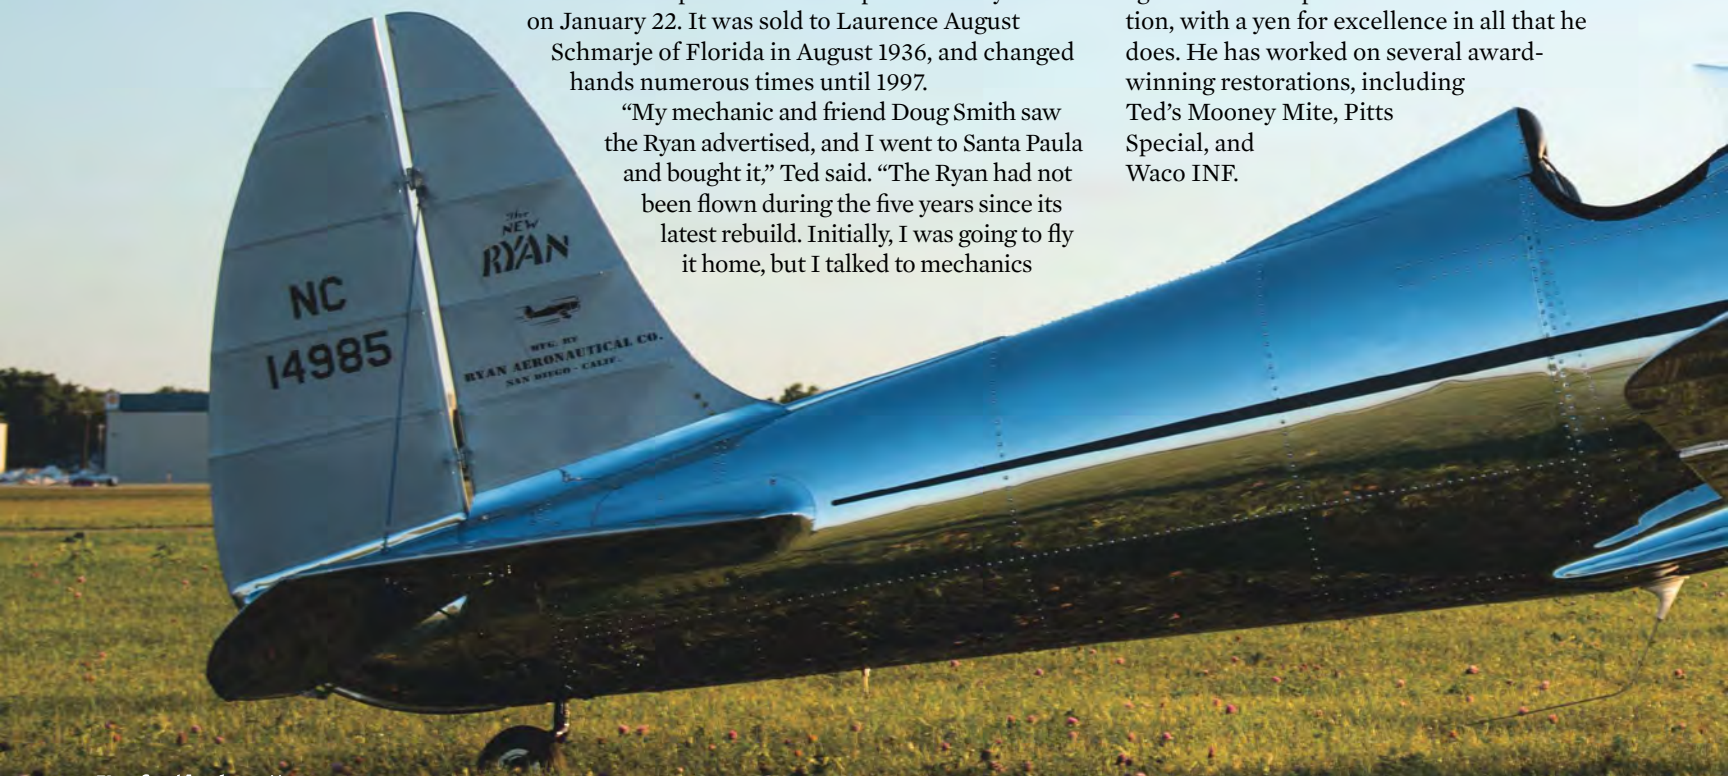 on January 22. It was sold to Laurence August
Schmarje of Florida in August 1936, and changed
hands numerous times until 1997.
“My mechanic and friend Doug Smith saw
the Ryan advertised, and I went to Santa Paula
and bought it,” Ted said. “The Ryan had not
been flown during the five years since its
latest rebuild. Initially, I was going to fly
it home, but I talked to mechanics
tion, with a yen for excellence in all that he
does. He has worked on several award-
winning restorations, including
Ted’s Mooney Mite, Pitts
Special, and
Waco INF.
The
NEW
RYAN
MFG. BY
RYAN AERONAUTICAL CO.
SAN DIEGO - CALIF.
NC
14985